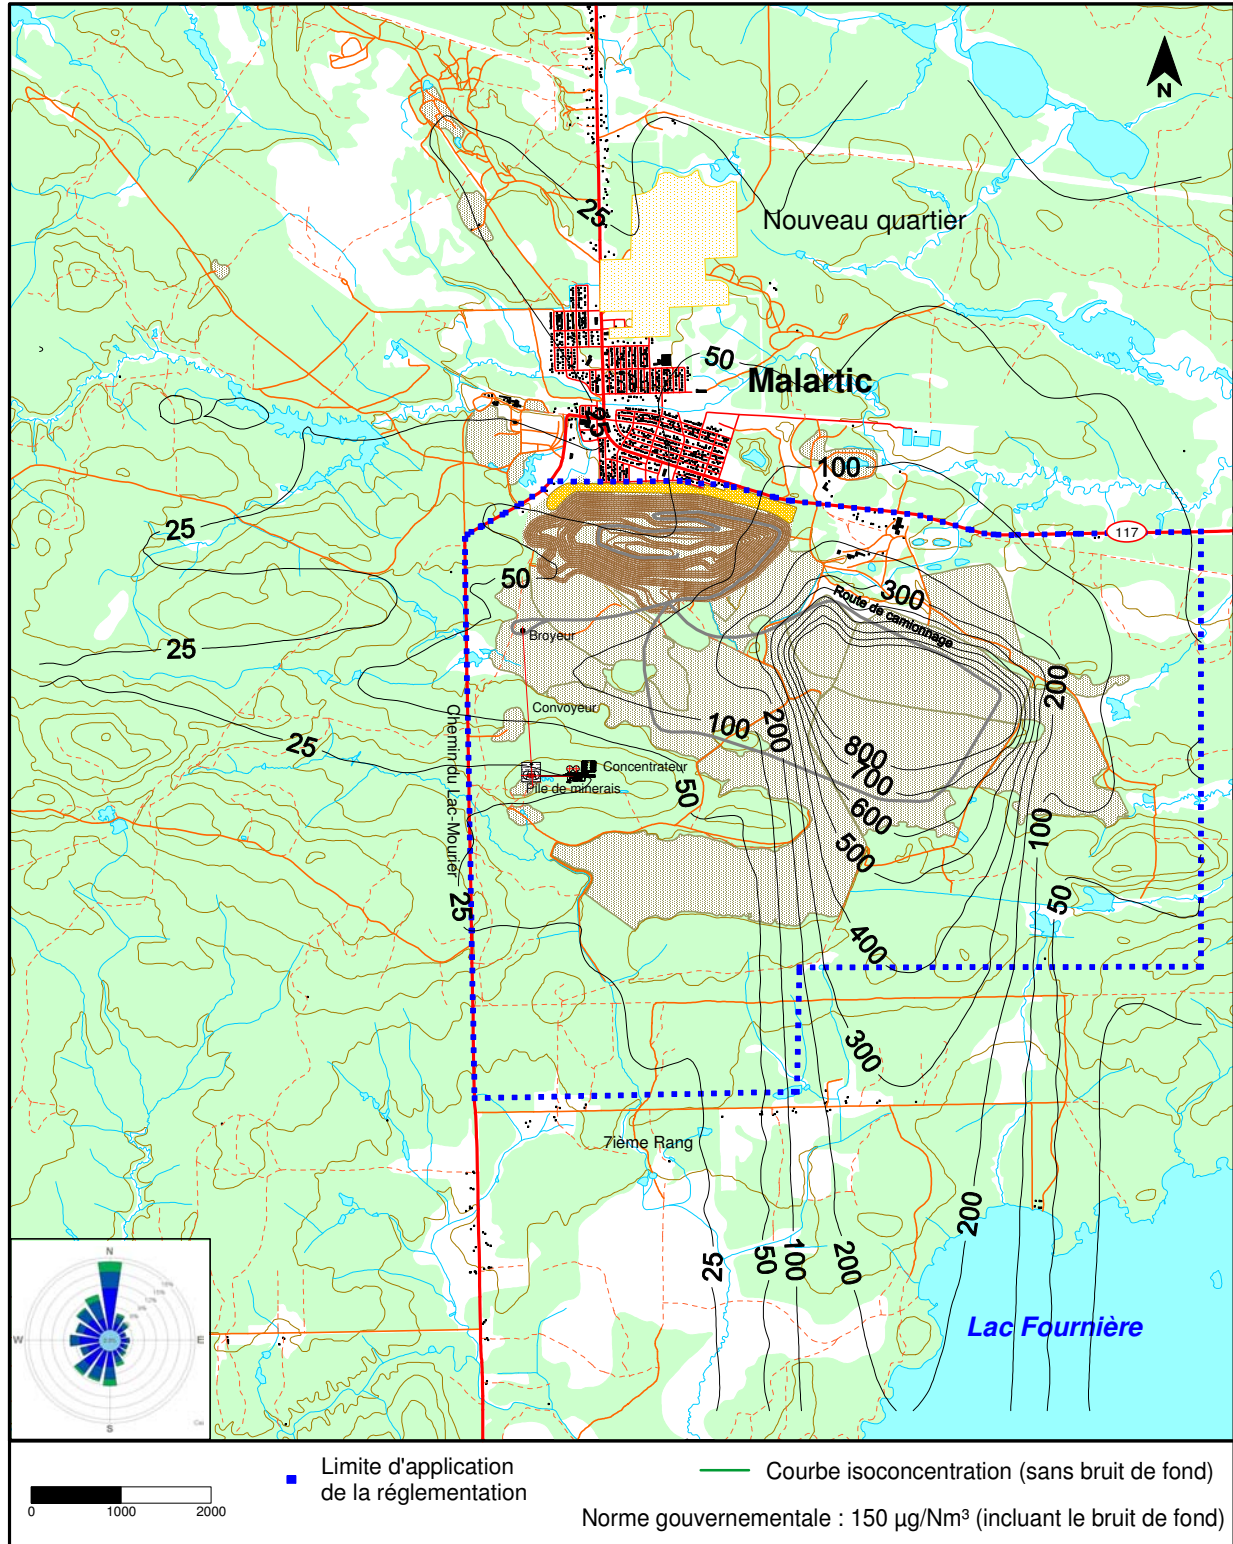 N
25
Nouveau quartier
50
Malartic
25
100
25
117
50
300
Route de camionnage
Broyeur
25
200
Chemin du Lac-Mourier
Convoyeur
100
200
25
800
Concentrateur
700
Pile de minerais
50
600
100
500
25
50
400
300
7ième Rang
200
25
50
100
200
N
W
E
S
Lac Fournière
0
1000
2000
Limite d'application
de la réglementation
Courbe isoconcentration (sans bruit de fond)
Norme gouvernementale : 150 µg/Nm³ (incluant le bruit de fond)